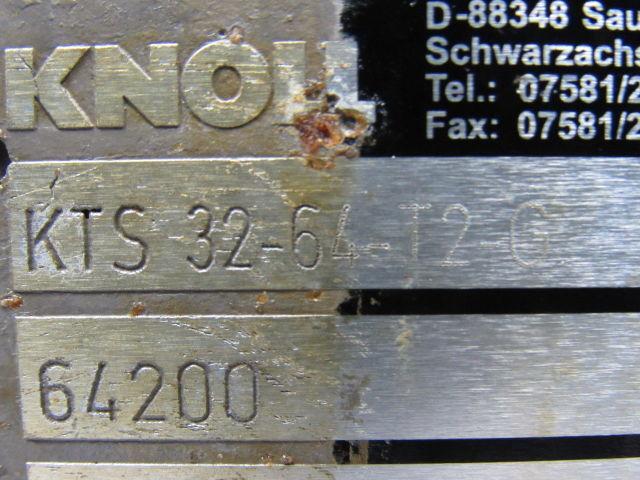 D-88348 Sau
KNOLL
Schwarzachs
Tel.: 07581/2
Fax: 07581/2
KTS 32-64-T2 G
64200